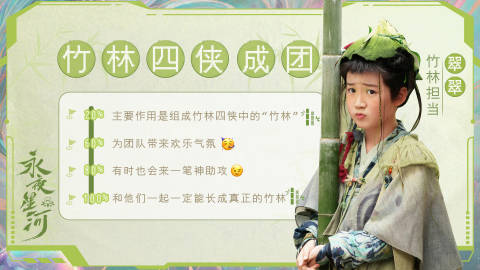 竹林四侠成团
翠翠
竹林担当
20% 主要作用是组成竹林四侠中的“竹林”
50% 为团队带来欢乐气氛🥳
80% 有时也会来一笔神助攻😉
100% 和他们一起一定能长成真正的竹林
永夜星河